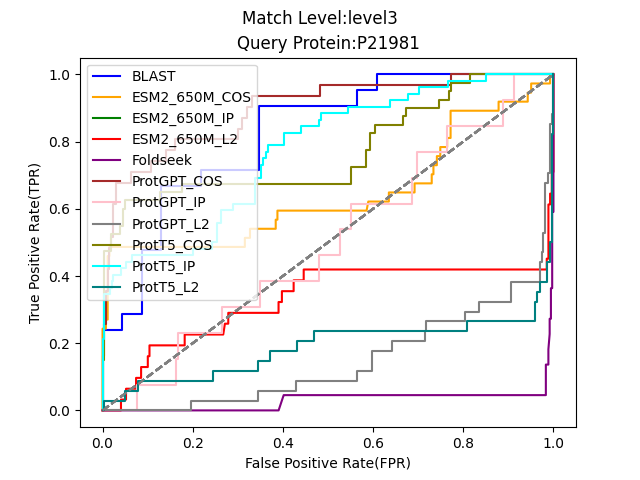 Match Level:level3
Query Protein:P21981
True Positive Rate(TPR)
1.0
0.8
0.6
0.4
0.2
0.0
BLAST
ESM2_650M_COS
ESM2_650M_IP
ESM2_650M_L2
Foldseek
ProtGPT_COS
ProtGPT_IP
ProtGPT_L2
ProtT5_COS
ProtT5_IP
ProtT5_L2
0.0 0.2 0.4 0.6 0.8 1.0
False Positive Rate(FPR)